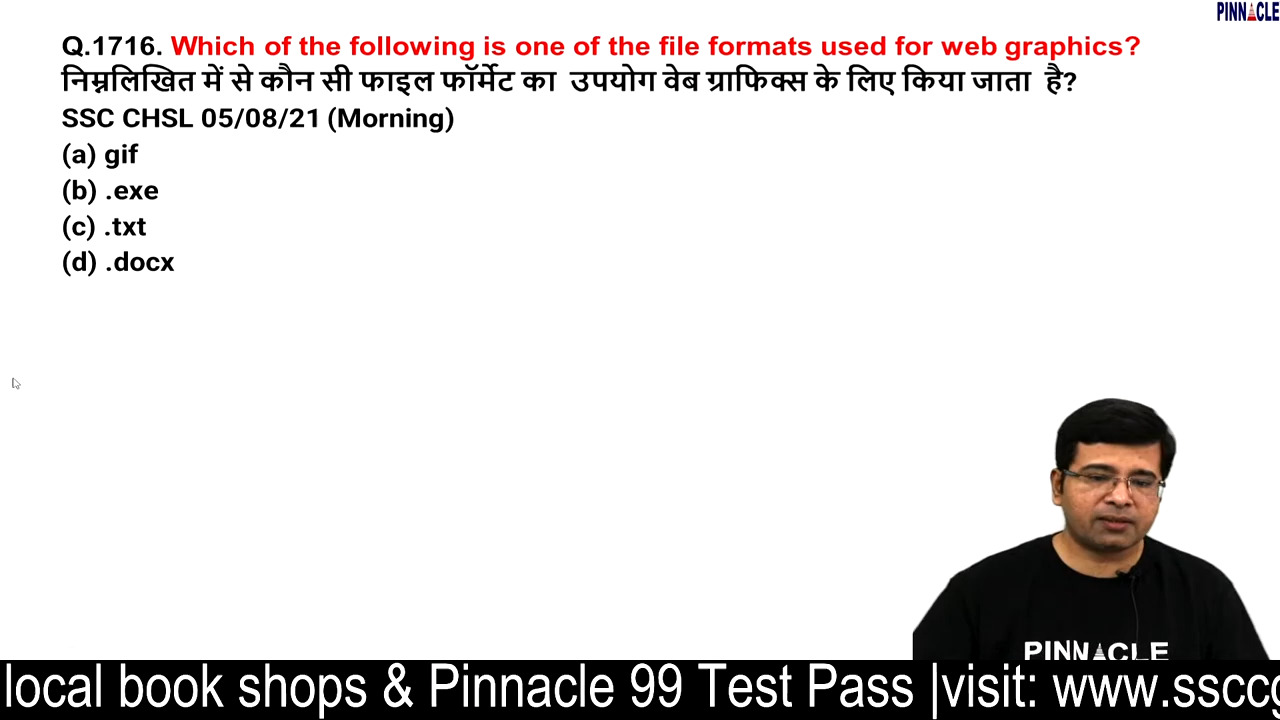 PINNACLE
Q.1716. Which of the following is one of the file formats used for web graphics?
निम्नलिखित में से कौन सी फाइल फॉर्मेट का उपयोग वेब ग्राफिक्स के लिए किया जाता है?
SSC CHSL 05/08/21 (Morning)
(a) gif
(b) .exe
(c) .txt
(d) .docx
PINNACLE
local book shops & Pinnacle 99 Test Pass |visit: www.sscc